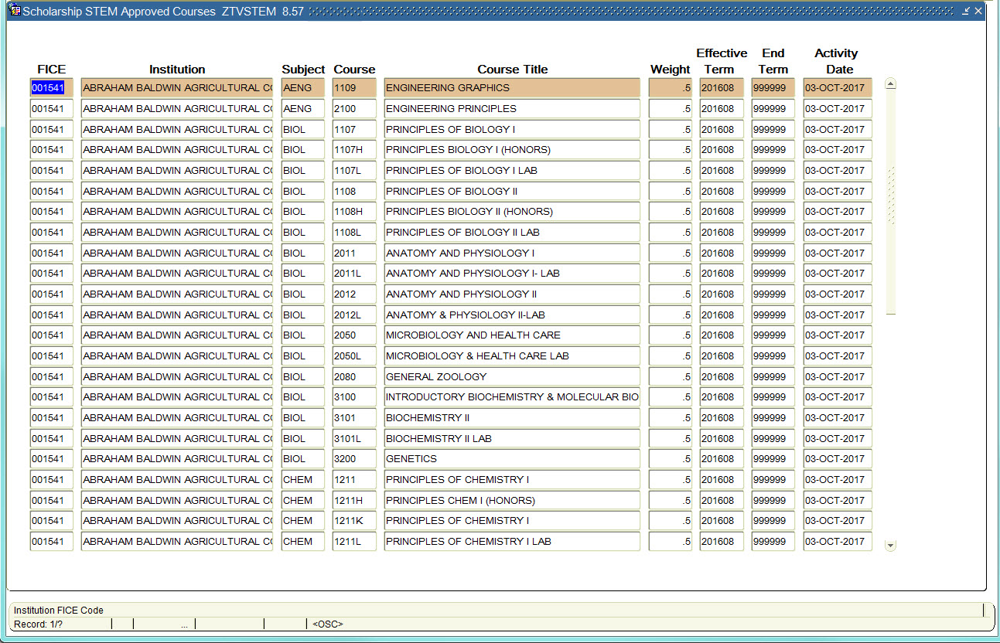 Scholarship STEM Approved Courses ZTVSTEM 8.57
Effective End Activity
FICE Institution Subject Course Course Title Weight Term Term Date
001541 ABRAHAM BALDWIN AGRICULTURAL CO AENG 1109 ENGINEERING GRAPHICS .5 201608 999999 03-OCT-2017
001541 ABRAHAM BALDWIN AGRICULTURAL CO AENG 2100 ENGINEERING PRINCIPLES .5 201608 999999 03-OCT-2017
001541 ABRAHAM BALDWIN AGRICULTURAL CO BIOL 1107 PRINCIPLES OF BIOLOGY I .5 201608 999999 03-OCT-2017
001541 ABRAHAM BALDWIN AGRICULTURAL CO BIOL 1107H PRINCIPLES BIOLOGY I (HONORS) .5 201608 999999 03-OCT-2017
001541 ABRAHAM BALDWIN AGRICULTURAL CO BIOL 1107L PRINCIPLES OF BIOLOGY I LAB .5 201608 999999 03-OCT-2017
001541 ABRAHAM BALDWIN AGRICULTURAL CO BIOL 1108 PRINCIPLES OF BIOLOGY II .5 201608 999999 03-OCT-2017
001541 ABRAHAM BALDWIN AGRICULTURAL CO BIOL 1108H PRINCIPLES BIOLOGY II (HONORS) .5 201608 999999 03-OCT-2017
001541 ABRAHAM BALDWIN AGRICULTURAL CO BIOL 1108L PRINCIPLES OF BIOLOGY II LAB .5 201608 999999 03-OCT-2017
001541 ABRAHAM BALDWIN AGRICULTURAL CO BIOL 2011 ANATOMY AND PHYSIOLOGY I .5 201608 999999 03-OCT-2017
001541 ABRAHAM BALDWIN AGRICULTURAL CO BIOL 2011L ANATOMY AND PHYSIOLOGY I- LAB .5 201608 999999 03-OCT-2017
001541 ABRAHAM BALDWIN AGRICULTURAL CO BIOL 2012 ANATOMY AND PHYSIOLOGY II .5 201608 999999 03-OCT-2017
001541 ABRAHAM BALDWIN AGRICULTURAL CO BIOL 2012L ANATOMY & PHYSIOLOGY II-LAB .5 201608 999999 03-OCT-2017
001541 ABRAHAM BALDWIN AGRICULTURAL CO BIOL 2050 MICROBIOLOGY AND HEALTH CARE .5 201608 999999 03-OCT-2017
001541 ABRAHAM BALDWIN AGRICULTURAL CO BIOL 2050L MICROBIOLOGY & HEALTH CARE LAB .5 201608 999999 03-OCT-2017
001541 ABRAHAM BALDWIN AGRICULTURAL CO BIOL 2080 GENERAL ZOOLOGY .5 201608 999999 03-OCT-2017
001541 ABRAHAM BALDWIN AGRICULTURAL CO BIOL 3100 INTRODUCTORY BIOCHEMISTRY & MOLECULAR BIO .5 201608 999999 03-OCT-2017
001541 ABRAHAM BALDWIN AGRICULTURAL CO BIOL 3101 BIOCHEMISTRY II .5 201608 999999 03-OCT-2017
001541 ABRAHAM BALDWIN AGRICULTURAL CO BIOL 3101L BIOCHEMISTRY II LAB .5 201608 999999 03-OCT-2017
001541 ABRAHAM BALDWIN AGRICULTURAL CO BIOL 3200 GENETICS .5 201608 999999 03-OCT-2017
001541 ABRAHAM BALDWIN AGRICULTURAL CO CHEM 1211 PRINCIPLES OF CHEMISTRY I .5 201608 999999 03-OCT-2017
001541 ABRAHAM BALDWIN AGRICULTURAL CO CHEM 1211H PRINCIPLES CHEM I (HONORS) .5 201608 999999 03-OCT-2017
001541 ABRAHAM BALDWIN AGRICULTURAL CO CHEM 1211K PRINCIPLES OF CHEMISTRY I .5 201608 999999 03-OCT-2017
001541 ABRAHAM BALDWIN AGRICULTURAL CO CHEM 1211L PRINCIPLES OF CHEMISTRY I LAB .5 201608 999999 03-OCT-2017
Institution FICE Code
Record: 1/? ... <OSC>